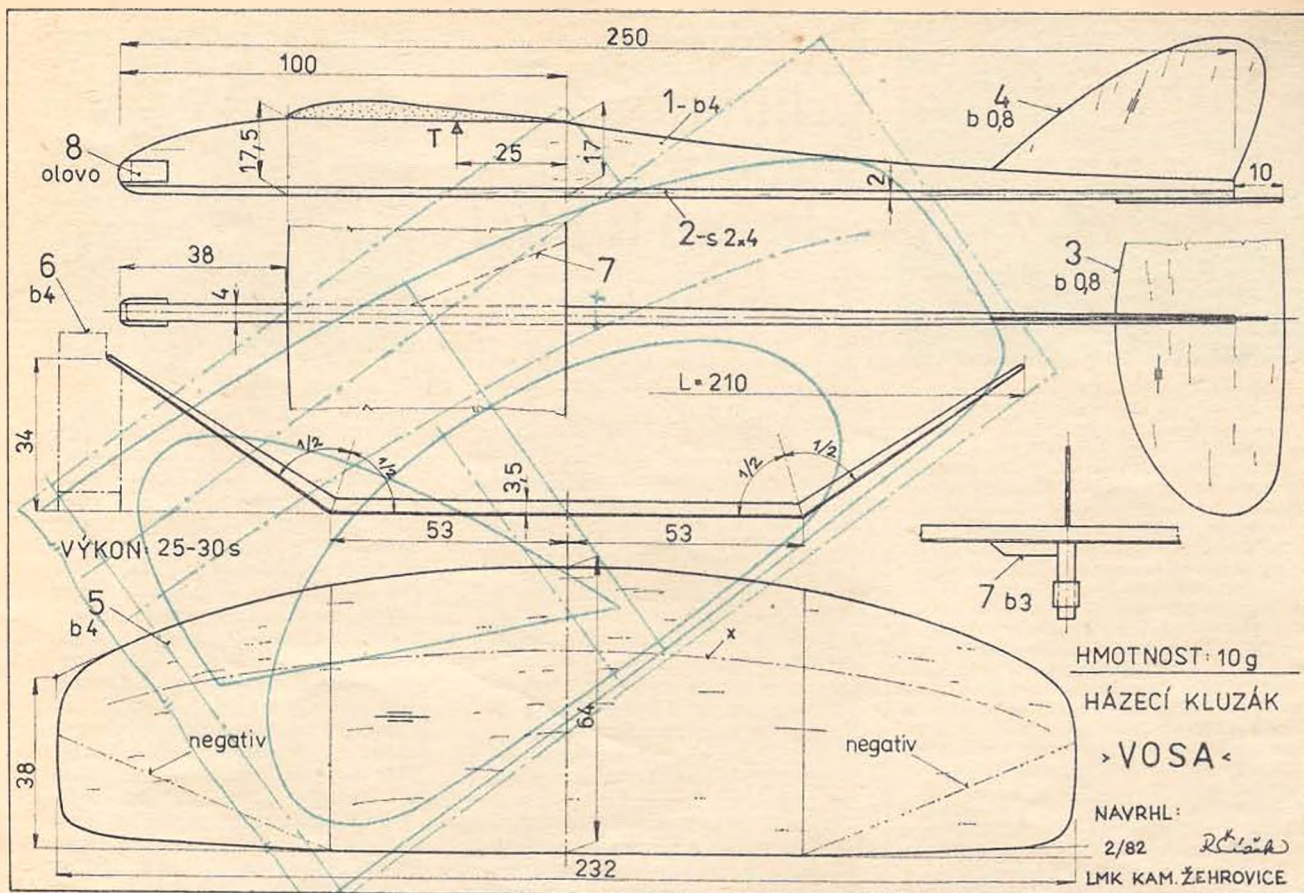 250
100
1-b4
4
b 0,8
17,5
T
25
17
8
olovo
2
10
2-s 2×4
38
7
6
b4
4
3
b 0,8
L=210
34
1/2
1/2
3,5
1/2
1/2
53
53
VÝKON: 25-30s
5
b4
x
7 b3
64
38
negativ
negativ
HMOTNOST: 10g
HÁZECÍ KLUZÁK
>VOSA<
NAVRHL:
2/82
232
LMK KAM. ŽEHROVICE